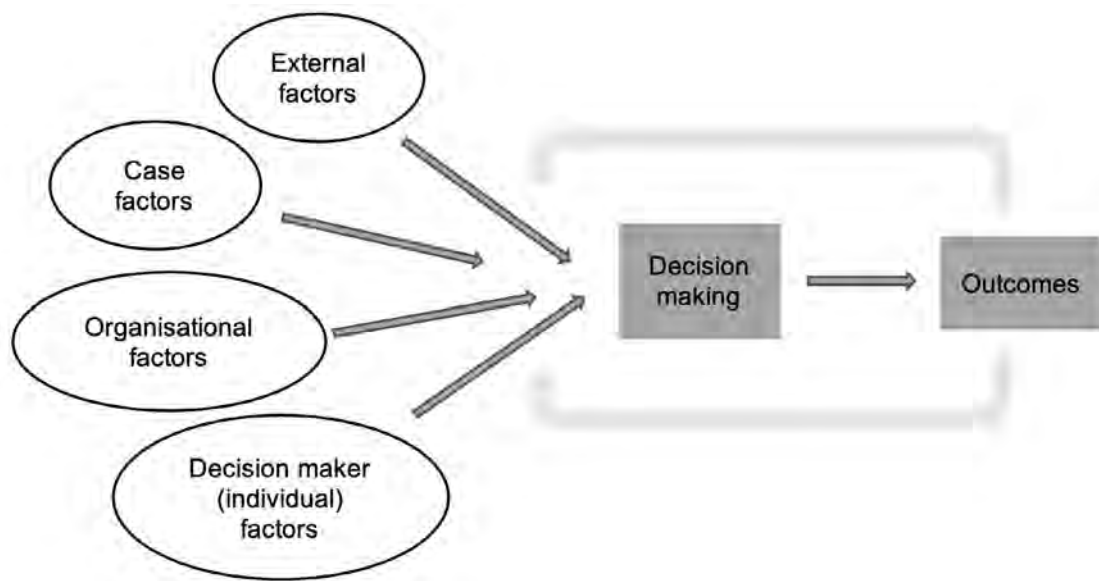 External
factors
Case
factors
Organisational
factors
Decision maker
(individual)
factors
Decision
making
Outcomes